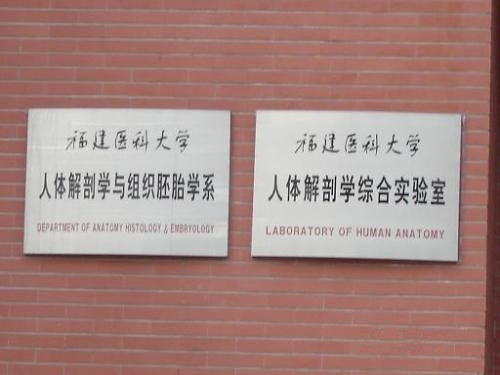 福建医科大学
人体解剖学与组织胚胎学系
DEPARTMENT OF ANATOMY HISTOLOGY & EMBRYOLOGY
福建医科大学
人体解剖学综合实验室
LABORATORY OF HUMAN ANATOMY